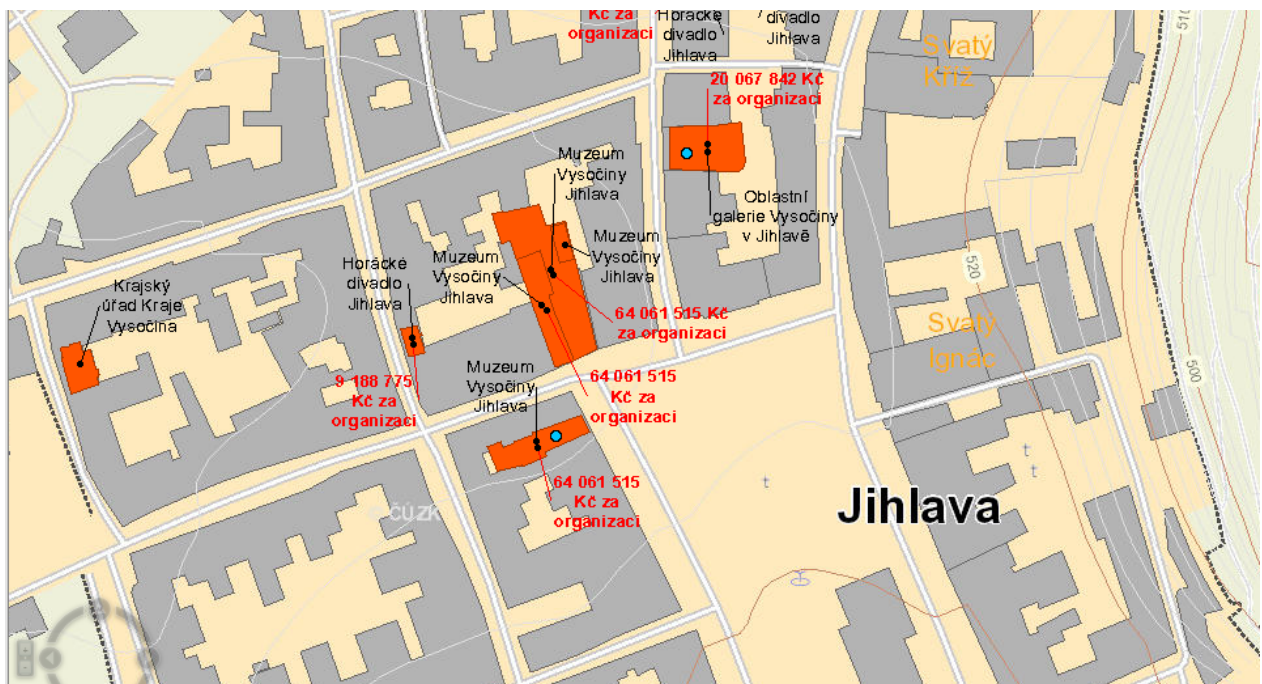 Kč za
organizaci
Horácké
divadlo
Jihlava
divadlo
Jihlava
Svatý
Kříž
510
20 067 842 Kč
za organizaci
Muzeum
Vysočiny
Jihlava
Oblastní
galerie Vysočiny
v Jihlavě
Muzeum
Vysočiny
Jihlava
Muzeum
Vysočiny
Jihlava
Horácké
divadlo
Jihlava
Krajský
úřad Kraje
Vysočina
520
64 061 515 Kč
za organizaci
Svatý
Ignác
500
9 188 775
Kč za
organizaci
Muzeum
Vysočiny
Jihlava
64 061 515
Kč za
organizaci
64 061 515
Kč za
organizaci
© ČÚZK
Jihlava